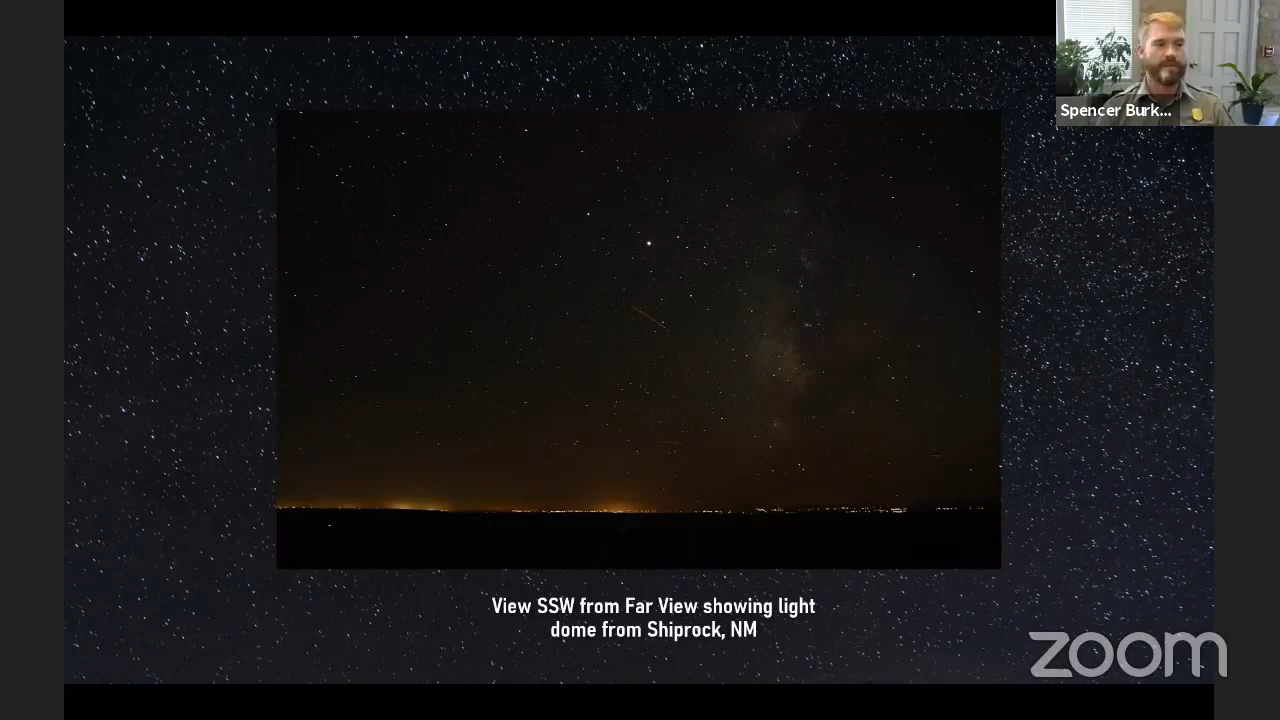 Spencer Burk...
View SSW from Far View showing light
dome from Shiprock, NM
zoom